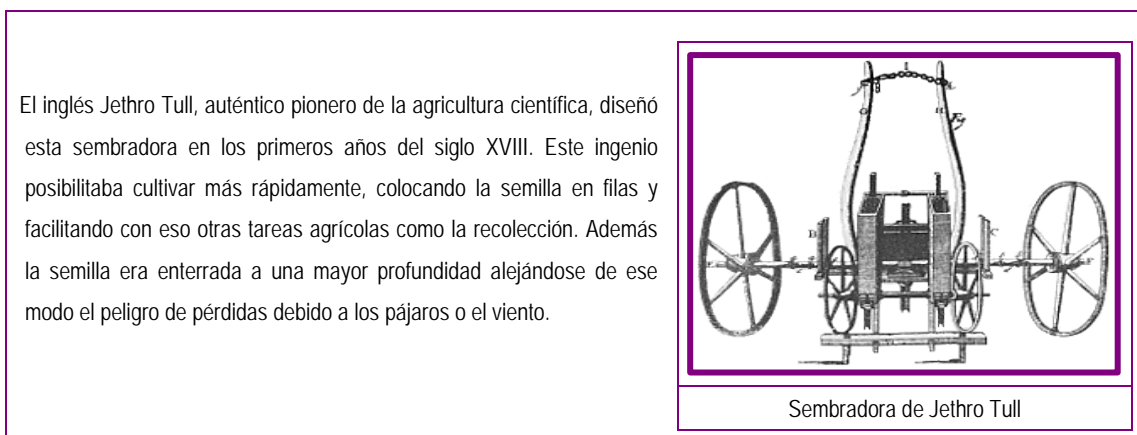 El inglés Jethro Tull, auténtico pionero de la agricultura científica, diseñó
esta sembradora en los primeros años del siglo XVIII. Este ingenio
posibilitaba cultivar más rápidamente, colocando la semilla en filas y
facilitando con eso otras tareas agrícolas como la recolección. Además
la semilla era enterrada a una mayor profundidad alejándose de ese
modo el peligro de pérdidas debido a los pájaros o el viento.
B
C
Sembradora de Jethro Tull